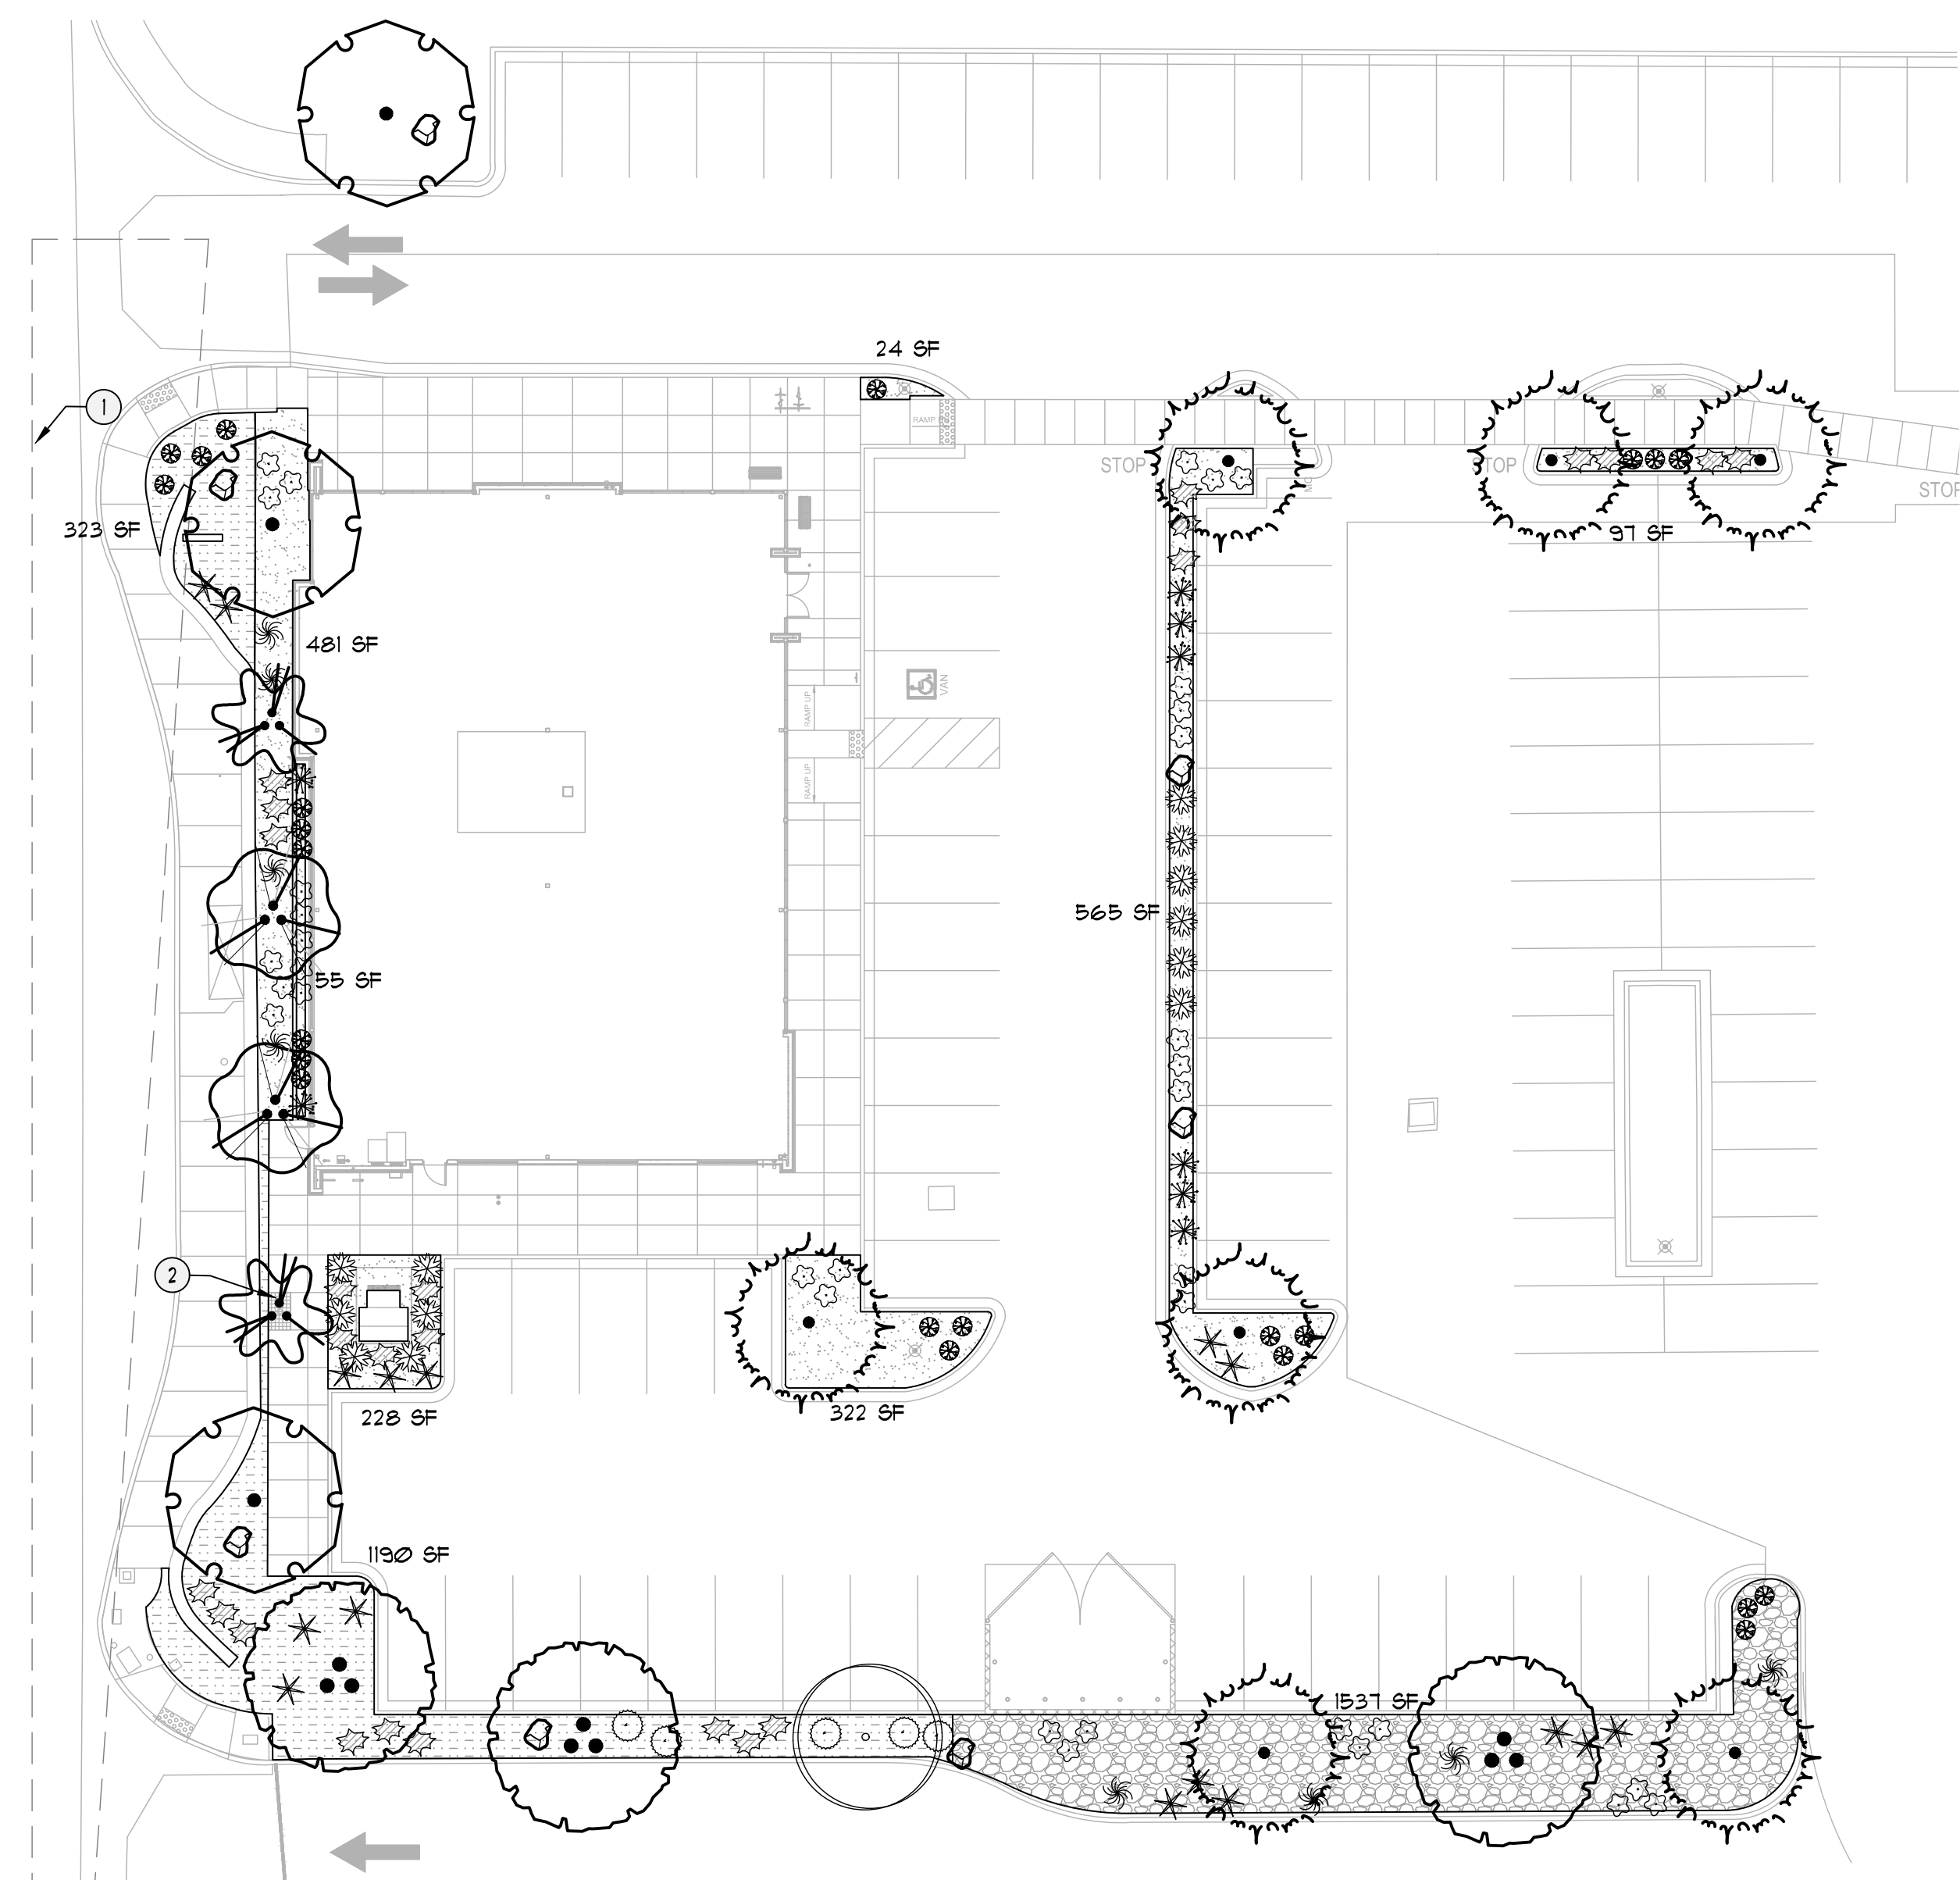 24 SF
1
RAMP
STOP
STOP
STOP
323 SF
97 SF
481 SF
VAN
RAMP UP
RAMP UP
565 SF
55 SF
2
228 SF
322 SF
1190 SF
1537 SF